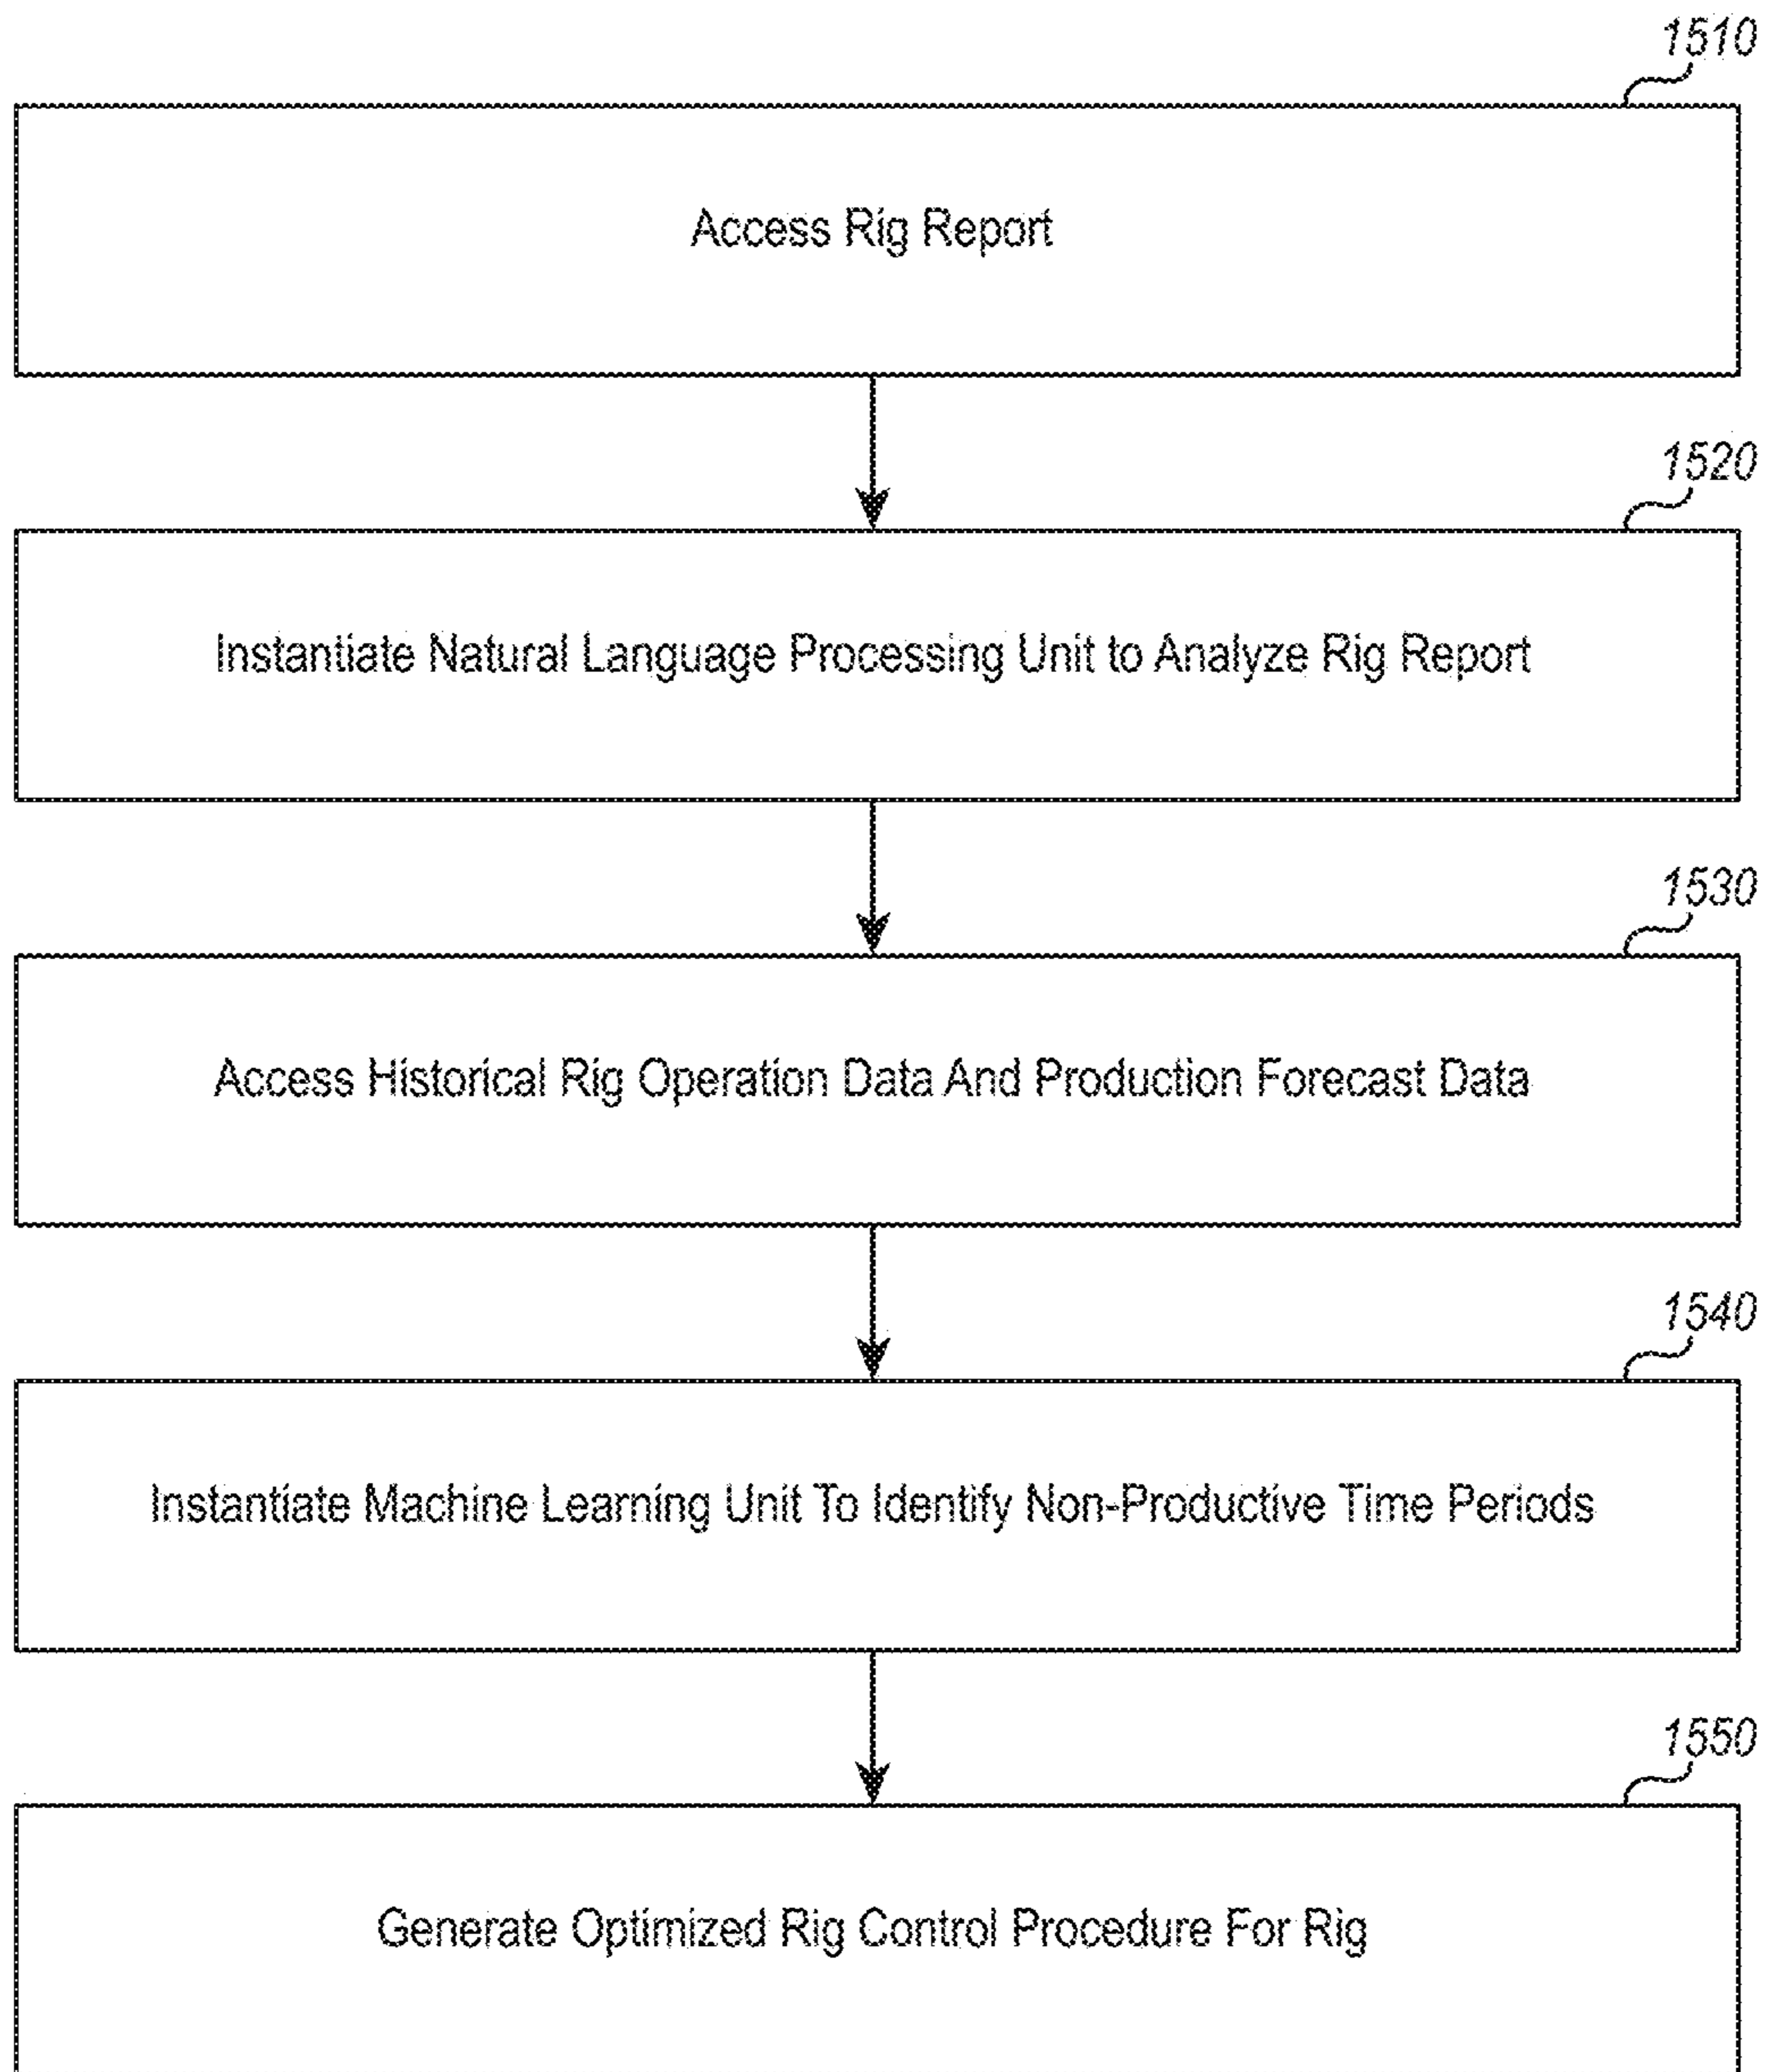 1510
Access Rig Report
1520
Instantiate Natural Language Processing Unit to Analyze Rig Report
1530
Access Historical Rig Operation Data And Production Forecast Data
1540
Instantiate Machine Learning Unit To Identify Non-Productive Time Periods
1550
Generate Optimized Rig Control Procedure For Rig